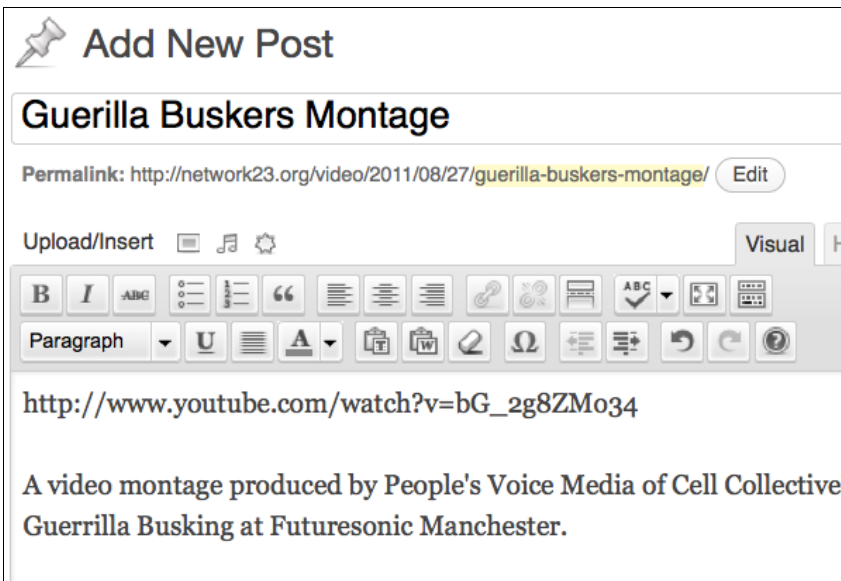 Add New Post
Guerilla Buskers Montage
Permalink: http://network23.org/video/2011/08/27/guerilla-buskers-montage/ Edit
Upload/Insert Visual H
B I ABC ABC
Paragraph U A T W Ω
http://www.youtube.com/watch?v=bG_2g8ZMo34
A video montage produced by People's Voice Media of Cell Collective
Guerrilla Busking at Futuresonic Manchester.